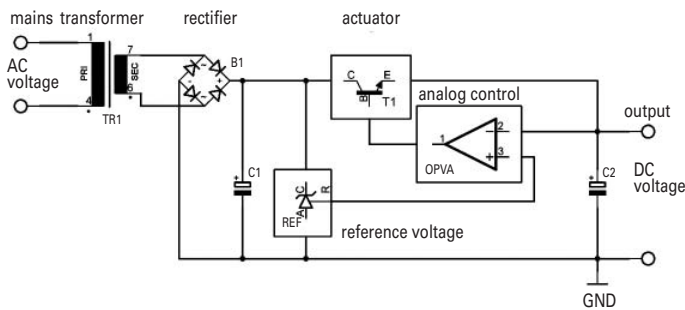 mains transformer
rectifier
actuator
AC
voltage
1
PRI
4
7
SEC
6
TR1
B1
~
-
+
~
C
E
B
T1
analog control
1
2
-
3
+
OPVA
output
+
C1
C
A
R
REF
reference voltage
+
C2
DC
voltage
GND